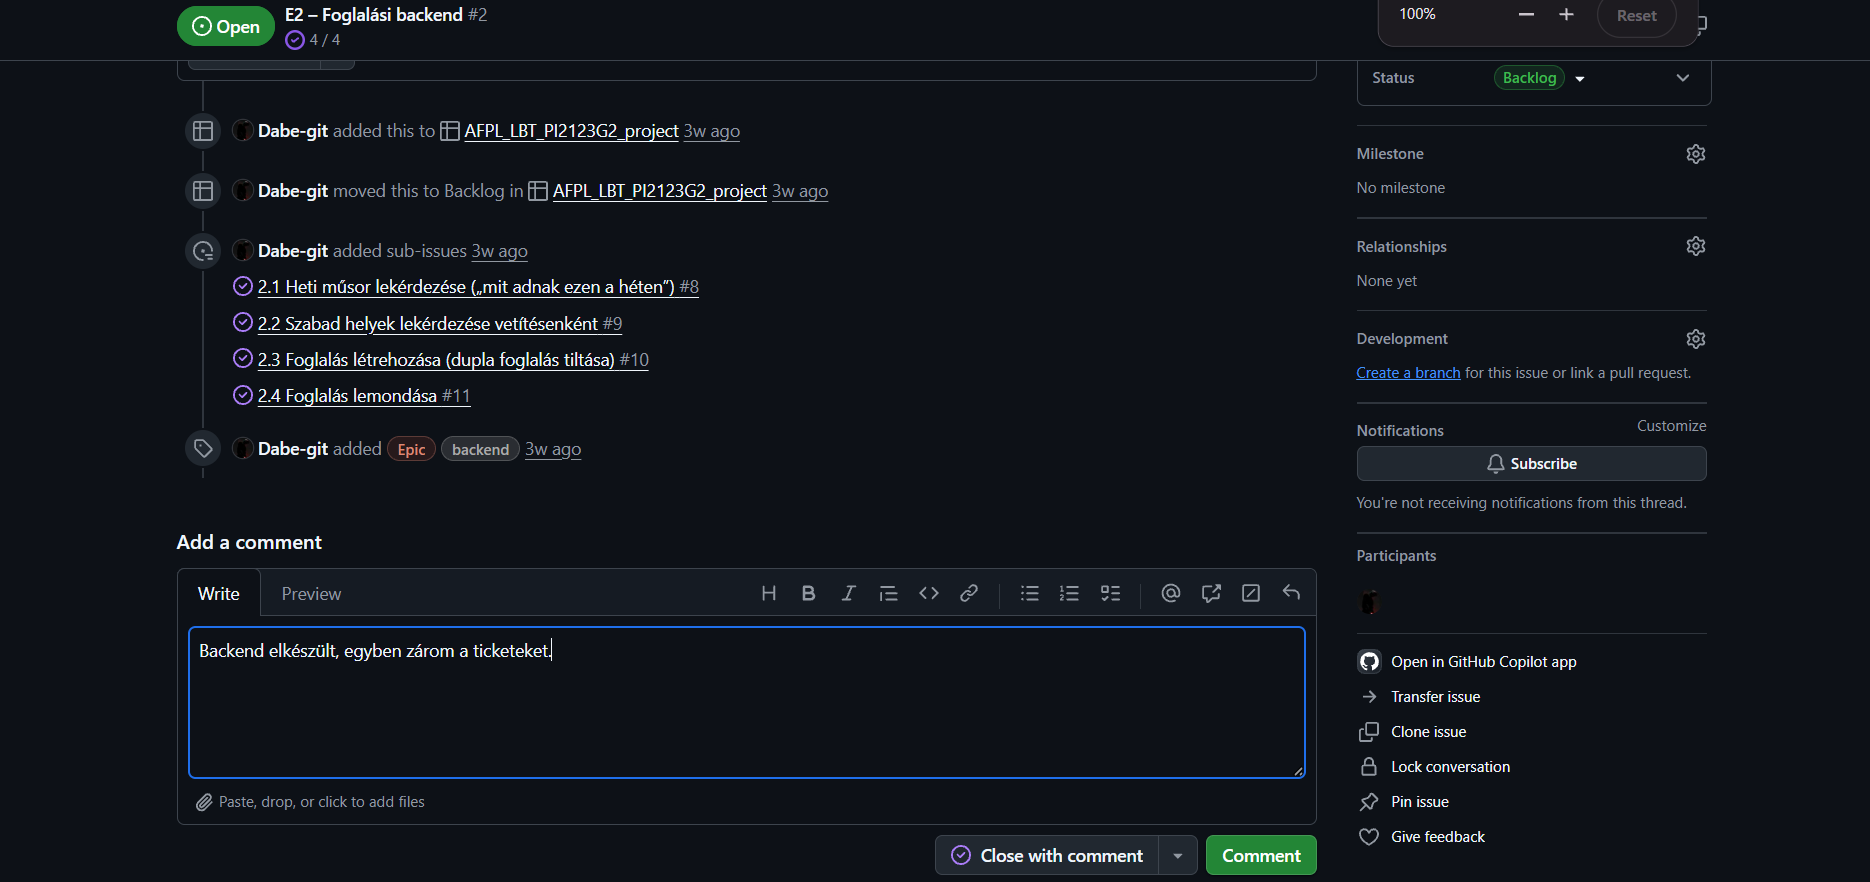 Open
E2 – Foglalási backend #2
4 / 4
100%
Reset
Dabe-git added this to AFPL_LBT_PI2123G2_project 3w ago
Dabe-git moved this to Backlog in AFPL_LBT_PI2123G2_project 3w ago
Dabe-git added sub-issues 3w ago
2.1 Heti műsor lekérdezése („mit adnak ezen a héten”) #8
2.2 Szabad helyek lekérdezése vetítésenként #9
2.3 Foglalás létrehozása (dupla foglalás tiltása) #10
2.4 Foglalás lemondása #11
Dabe-git added Epic backend 3w ago
Add a comment
Write
Preview
Backend elkészült, egyben zárom a ticketeket.
Paste, drop, or click to add files
Close with comment
Comment
Status
Backlog
Milestone
No milestone
Relationships
None yet
Development
Create a branch for this issue or link a pull request.
Notifications
Customize
Subscribe
You're not receiving notifications from this thread.
Participants
Open in GitHub Copilot app
Transfer issue
Clone issue
Lock conversation
Pin issue
Give feedback